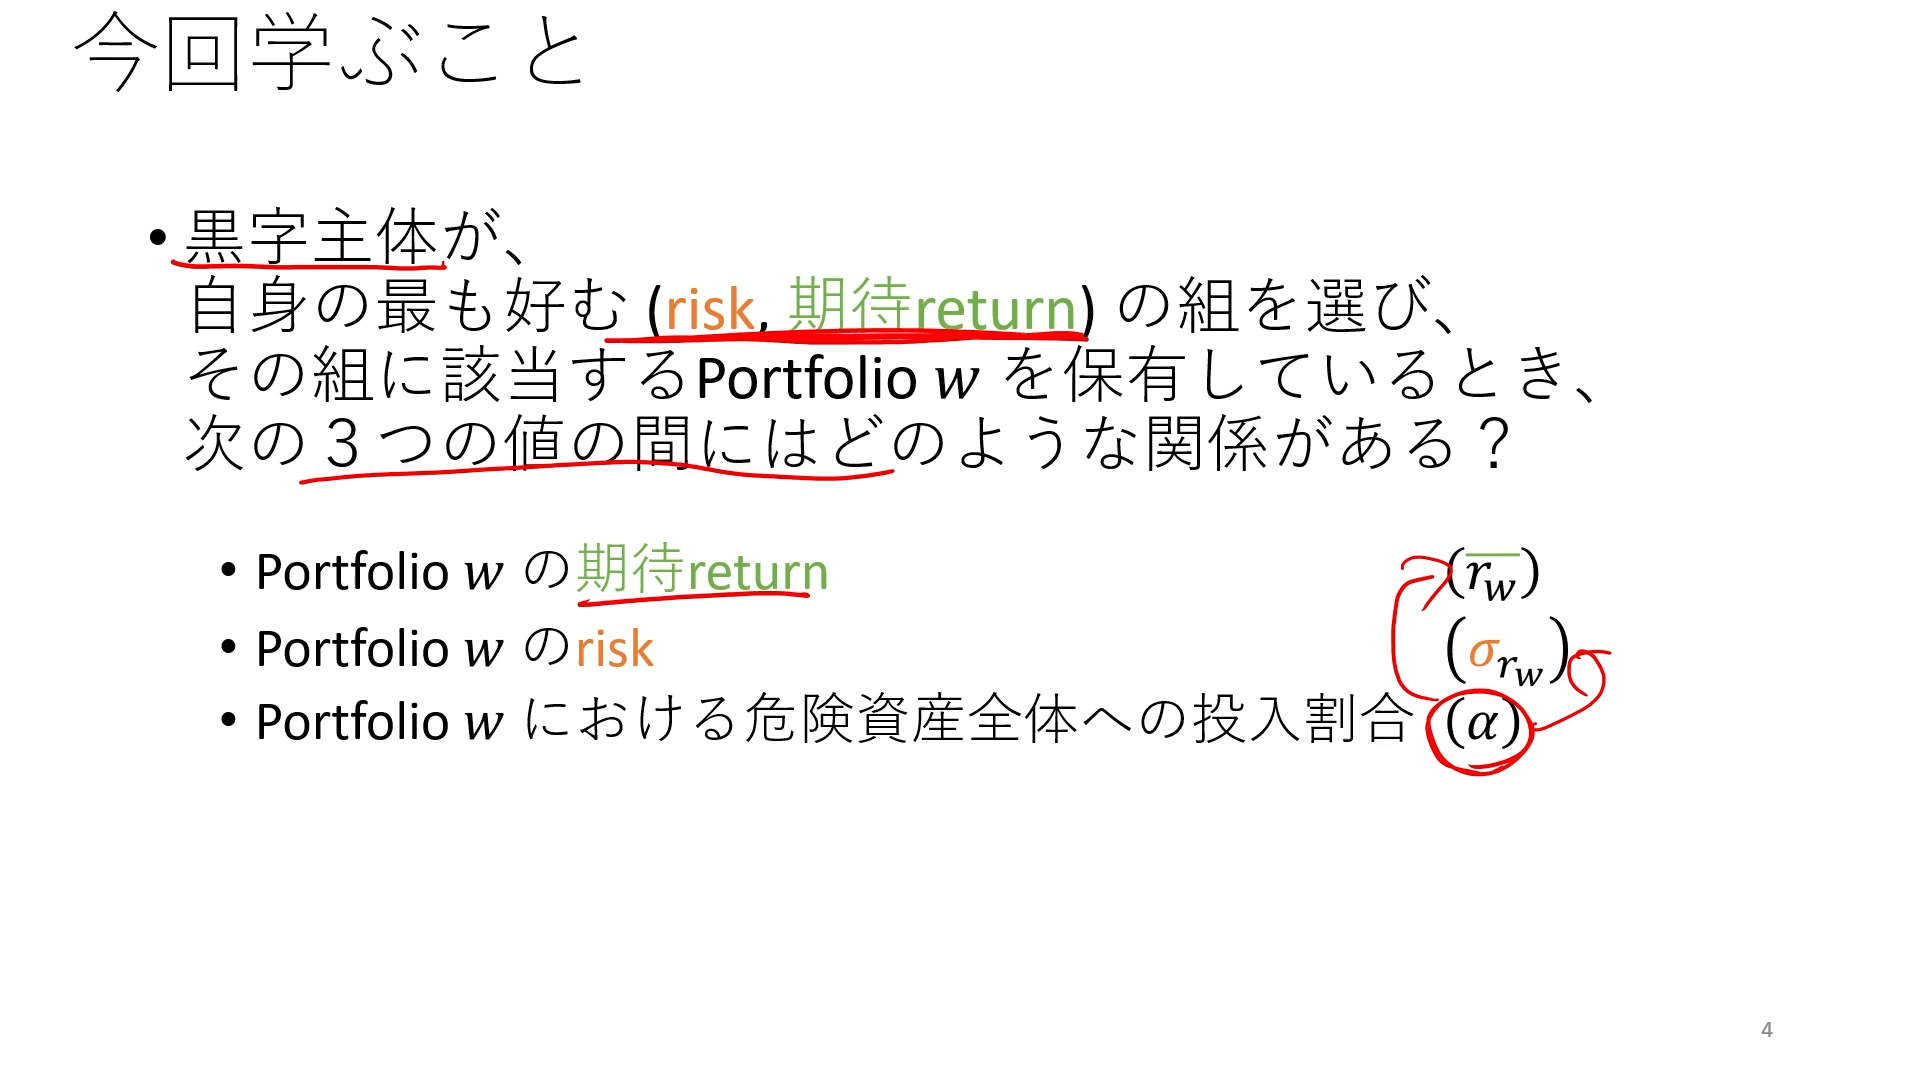 今回学ぶこと
• 黒字主体が、
自身の最も好む (risk, 期待return) の組を選び、
その組に該当するPortfolio w を保有しているとき、
次の３つの値の間にはどのような関係がある？
• Portfolio w の期待return (\overline{r_w})
• Portfolio w のrisk (σ_{r_w})
• Portfolio w における危険資産全体への投入割合 (α)
4